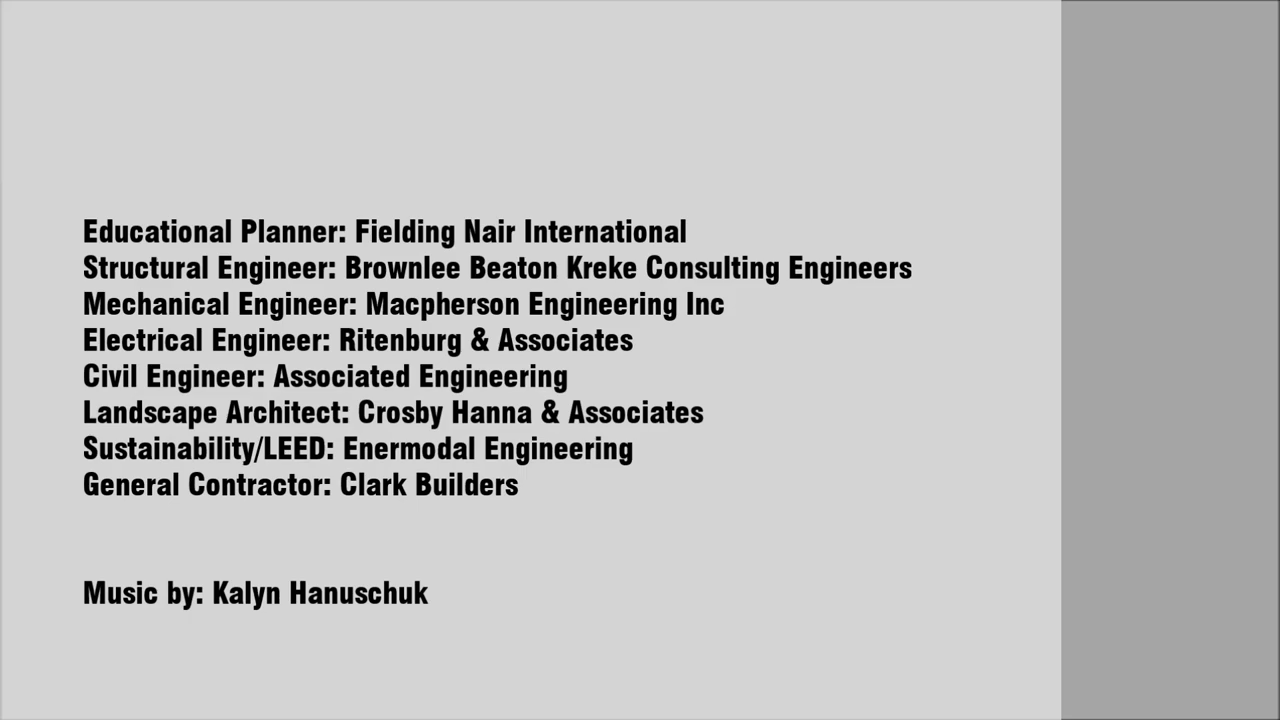 Educational Planner: Fielding Nair International
Structural Engineer: Brownlee Beaton Kreke Consulting Engineers
Mechanical Engineer: Macpherson Engineering Inc
Electrical Engineer: Ritenburg & Associates
Civil Engineer: Associated Engineering
Landscape Architect: Crosby Hanna & Associates
Sustainability/LEED: Enermodal Engineering
General Contractor: Clark Builders
Music by: Kalyn Hanuschuk